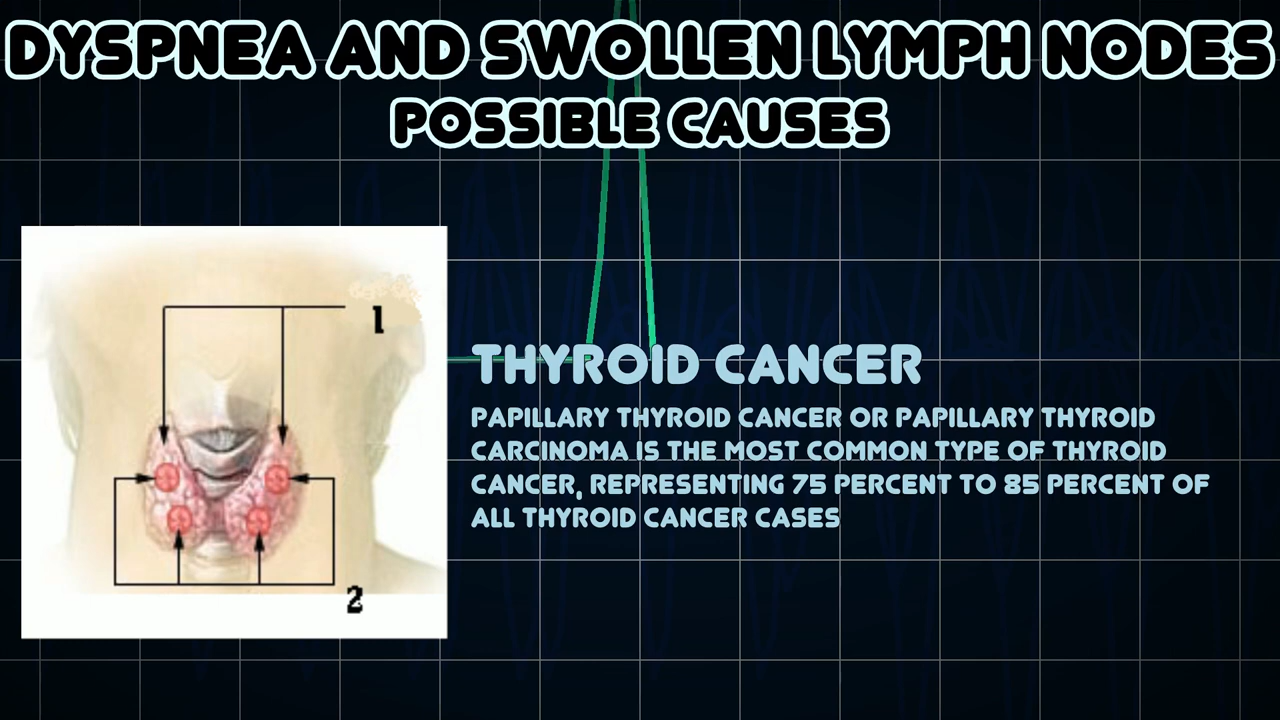 DYSPNEA AND SWOLLEN LYMPH NODES
POSSIBLE CAUSES
1
THYROID CANCER
PAPILLARY THYROID CANCER OR PAPILLARY THYROID
CARCINOMA IS THE MOST COMMON TYPE OF THYROID
CANCER, REPRESENTING 75 PERCENT TO 85 PERCENT OF
ALL THYROID CANCER CASES
2